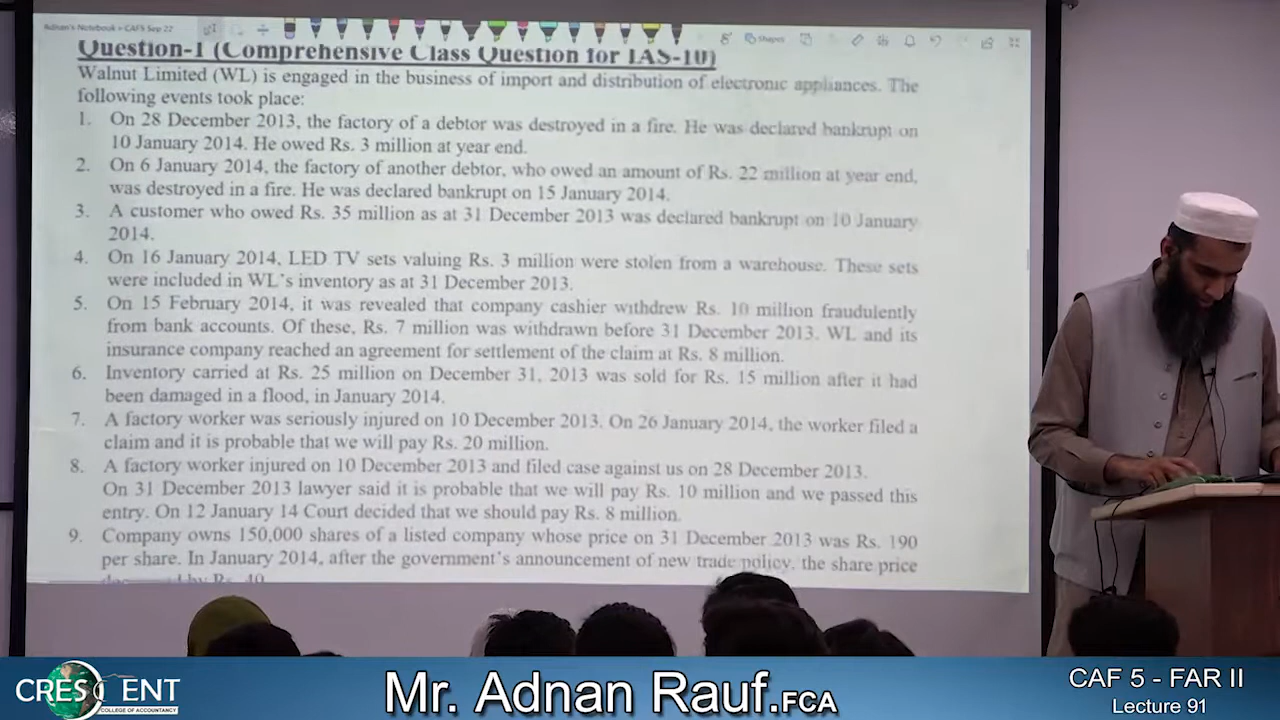 Adnan's Notebook > CAF5 Sep 22
Shapes
Question-1 (Comprehensive Class Question for IAS-10)
Walnut Limited (WL) is engaged in the business of import and distribution of electronic appliances. The
following events took place:
1. On 28 December 2013, the factory of a debtor was destroyed in a fire. He was declared bankrupt on
10 January 2014. He owed Rs. 3 million at year end.
2. On 6 January 2014, the factory of another debtor, who owed an amount of Rs. 22 million at year end,
was destroyed in a fire. He was declared bankrupt on 15 January 2014.
3. A customer who owed Rs. 35 million as at 31 December 2013 was declared bankrupt on 10 January
2014.
4. On 16 January 2014, LED TV sets valuing Rs. 3 million were stolen from a warehouse. These sets
were included in WL's inventory as at 31 December 2013.
5. On 15 February 2014, it was revealed that company cashier withdrew Rs. 10 million fraudulently
from bank accounts. Of these, Rs. 7 million was withdrawn before 31 December 2013. WL and its
insurance company reached an agreement for settlement of the claim at Rs. 8 million.
6. Inventory carried at Rs. 25 million on December 31, 2013 was sold for Rs. 15 million after it had
been damaged in a flood, in January 2014.
7. A factory worker was seriously injured on 10 December 2013. On 26 January 2014, the worker filed a
claim and it is probable that we will pay Rs. 20 million.
8. A factory worker injured on 10 December 2013 and filed case against us on 28 December 2013.
On 31 December 2013 lawyer said it is probable that we will pay Rs. 10 million and we passed this
entry. On 12 January 14 Court decided that we should pay Rs. 8 million.
9. Company owns 150,000 shares of a listed company whose price on 31 December 2013 was Rs. 190
per share. In January 2014, after the government's announcement of new trade policy, the share price
by Rs. 40
CRESCENT
COLLEGE OF ACCOUNTANCY
Mr. Adnan Rauf.FCA
CAF 5 - FAR II
Lecture 91